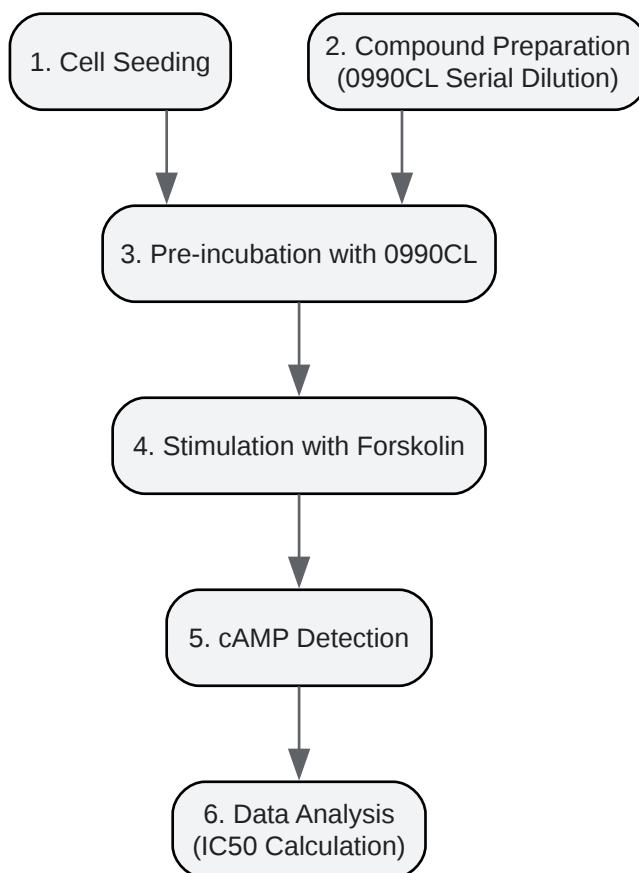 1. Cell Seeding
2. Compound Preparation
(0990CL Serial Dilution)
3. Pre-incubation with 0990CL
4. Stimulation with Forskolin
5. cAMP Detection
6. Data Analysis
(IC50 Calculation)